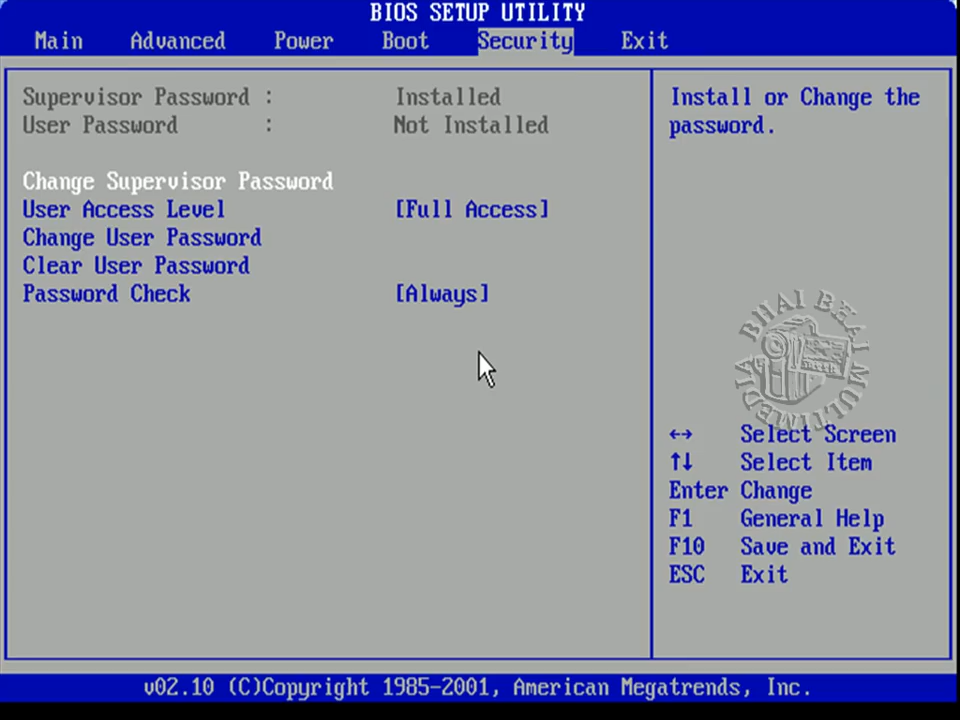 BIOS SETUP UTILITY
Main Advanced Power Boot Security Exit
Supervisor Password : Installed
User Password : Not Installed
Change Supervisor Password
User Access Level [Full Access]
Change User Password
Clear User Password
Password Check [Always]
Install or Change the
password.
BHAI BHAI MULTIMEDIA
↔ Select Screen
↑↓ Select Item
Enter Change
F1 General Help
F10 Save and Exit
ESC Exit
v02.10 (C)Copyright 1985-2001, American Megatrends, Inc.